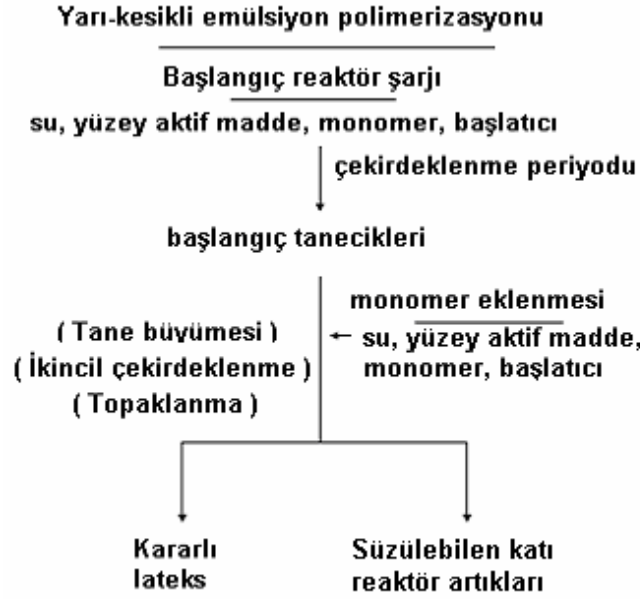 Yarı-kesikli emülsiyon polimerizasyonu
Başlangıç reaktör şarjı
su, yüzey aktif madde, monomer, başlatıcı
çekirdeklenme periyodu
başlangıç tanecikleri
monomer eklenmesi
su, yüzey aktif madde,
monomer, başlatıcı
( Tane büyümesi )
( İkincil çekirdeklenme )
( Topaklanma )
Kararlı
lateks
Süzülebilen katı
reaktör artıkları